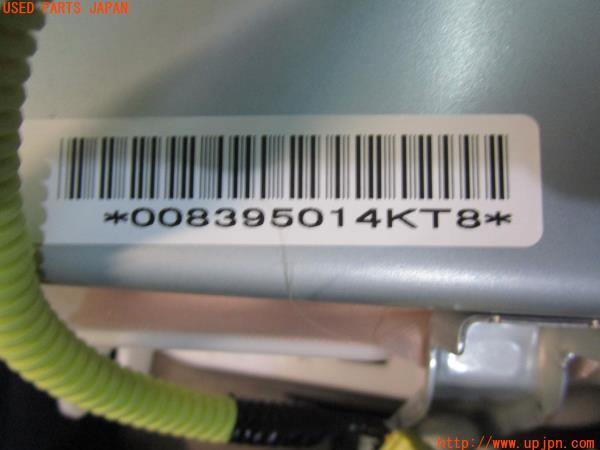 USED PARTS JAPAN
*008395014KT8*
http://www.upjpn.com